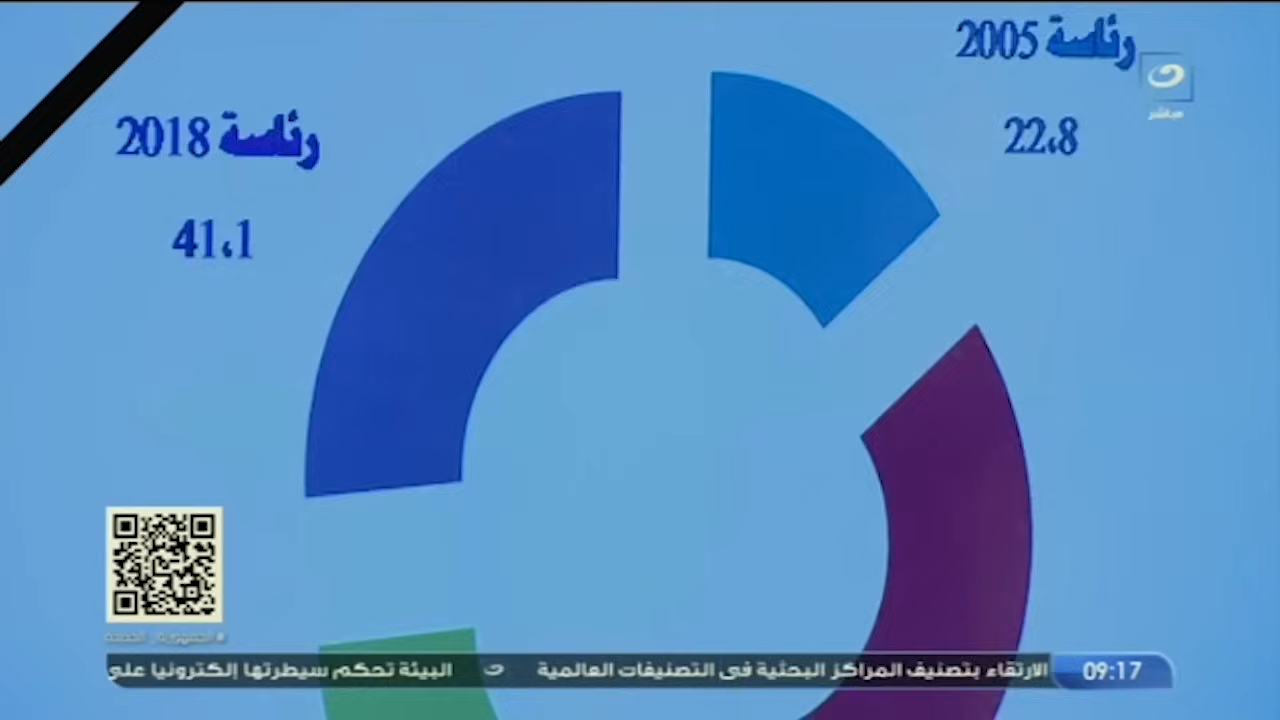 رئاسة 2005
22،8
رئاسة 2018
41،1
مباشر
الارتقاء بتصنيف المراكز البحثية فى التصنيفات العالمية
البيئة تحكم سيطرتها إلكترونيا على
09:17